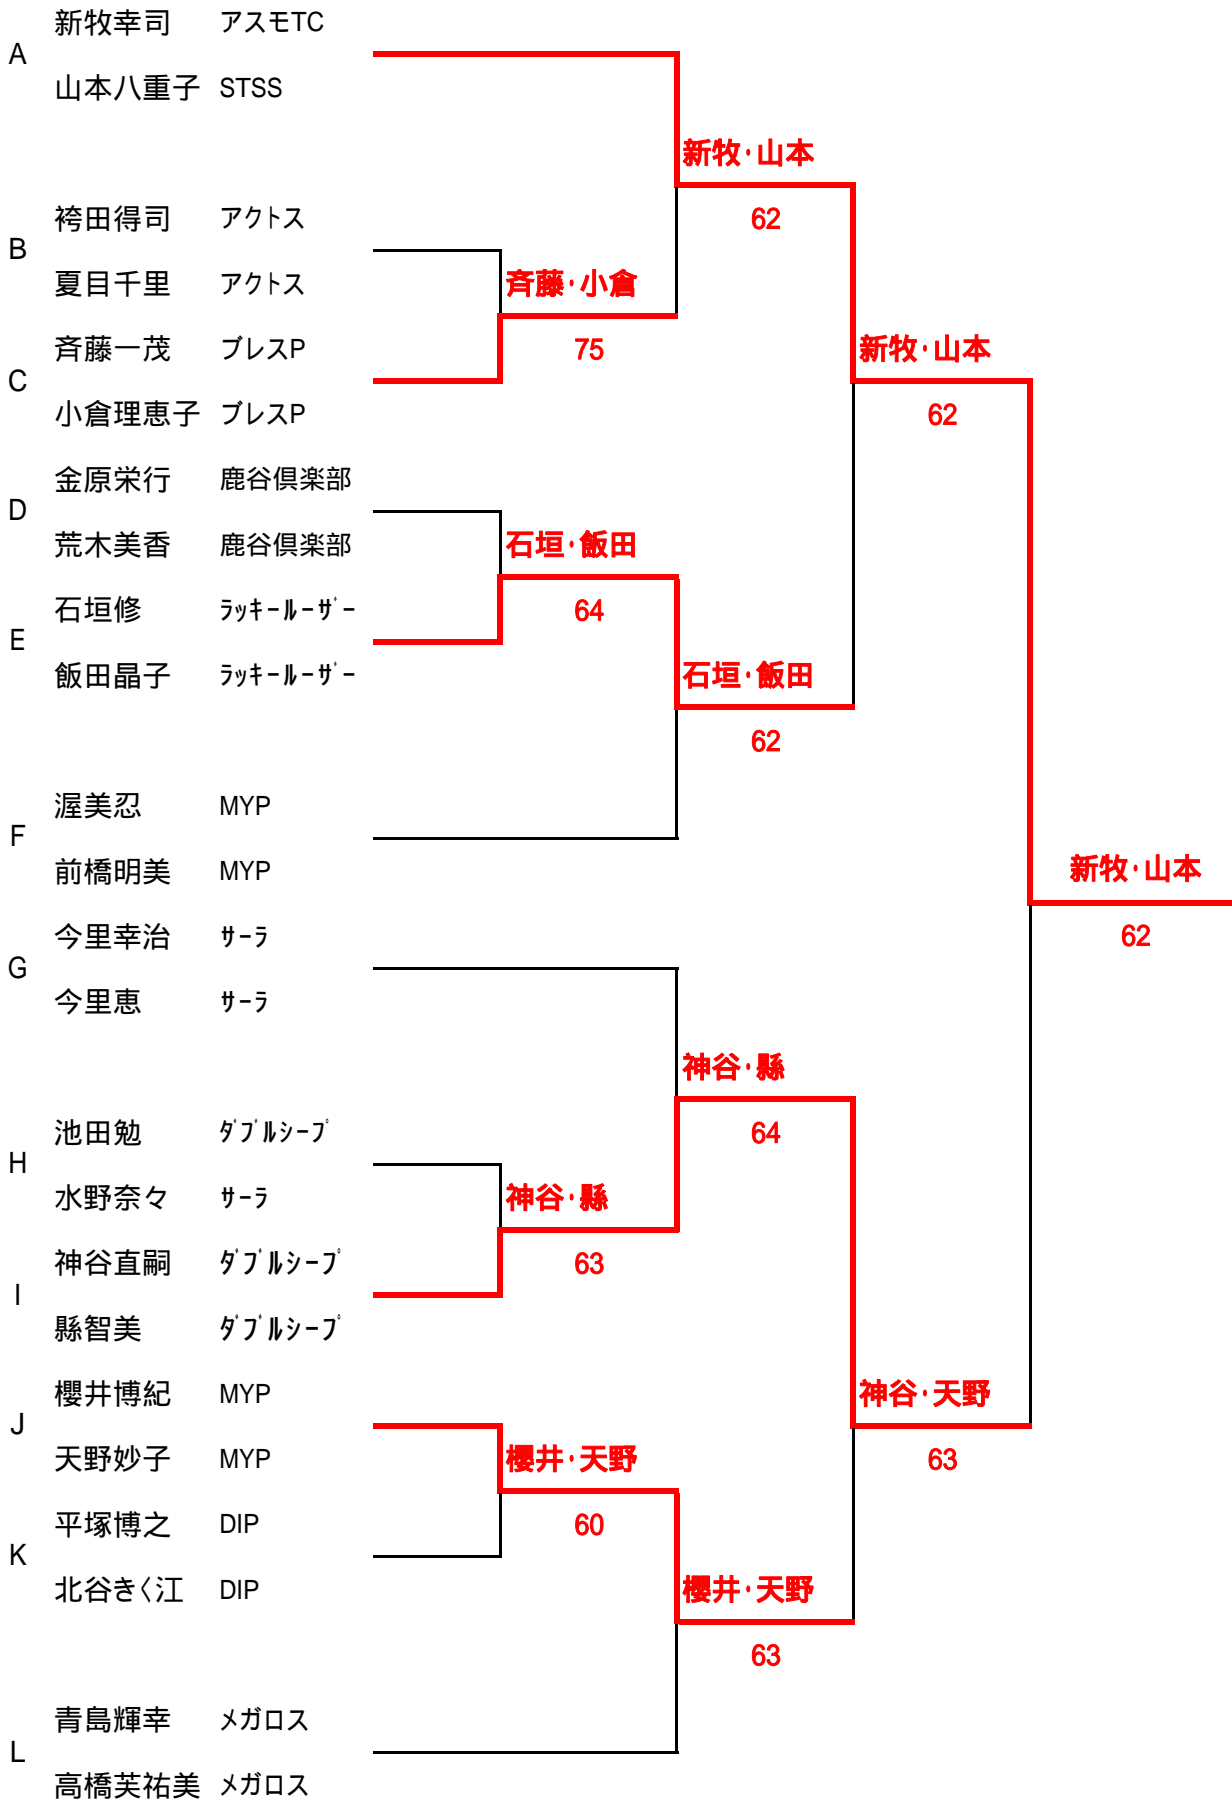 新牧幸司 アスモTC
A
山本八重子 STSS
新牧・山本
62
袴田得司 アクトス
B
夏目千里 アクトス
斉藤・小倉
75
斉藤一茂 ブレスP
C
小倉理恵子 ブレスP
新牧・山本
62
金原栄行 鹿谷倶楽部
D
荒木美香 鹿谷倶楽部
石垣・飯田
64
石垣修 ﾗｯｷｰﾙｰｻﾞｰ
E
飯田晶子 ﾗｯｷｰﾙｰｻﾞｰ
石垣・飯田
62
渥美忍 MYP
F
前橋明美 MYP
新牧・山本
62
今里幸治 ｻｰﾗ
G
今里恵 ｻｰﾗ
神谷・縣
64
池田勉 ﾀﾞﾌﾞﾙｼｰﾌﾟ
H
水野奈々 ｻｰﾗ
神谷・縣
63
神谷直嗣 ﾀﾞﾌﾞﾙｼｰﾌﾟ
I
縣智美 ﾀﾞﾌﾞﾙｼｰﾌﾟ
神谷・天野
63
櫻井博紀 MYP
J
天野妙子 MYP
櫻井・天野
60
平塚博之 DIP
K
北谷きく江 DIP
櫻井・天野
63
青島輝幸 メガロス
L
高橋芙祐美 メガロス